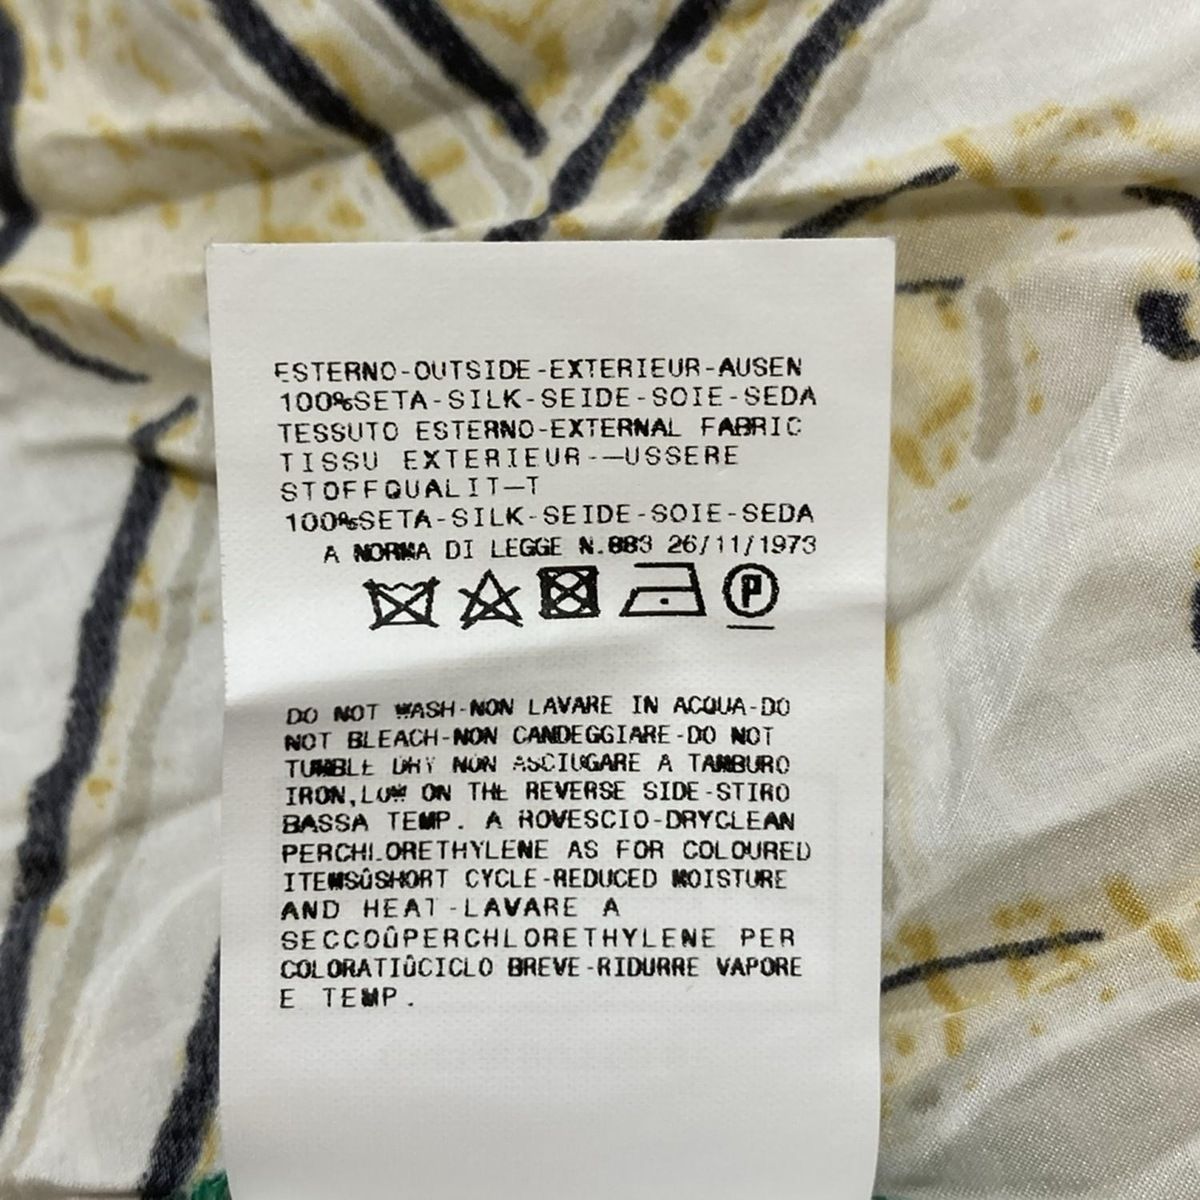 ESTERNO-OUTSIDE-EXTERIEUR-AUSEN
100%SETA-SILK-SEIDE-SOIE-SEDA
TESSUTO ESTERNO-EXTERNAL FABRIC
TISSU EXTERIEUR-—USSERE
STOFFQUALIT—T
100%SETA-SILK-SEIDE-SOIE-SEDA
A NORMA DI LEGGE N.883 26/11/1973
P
DO NOT WASH-NON LAVARE IN ACQUA-DO
NOT BLEACH-NON CANDEGGIARE-DO NOT
TUMBLE DRY NON ASCIUGARE A TAMBURO
IRON,LOW ON THE REVERSE SIDE-STIRO
BASSA TEMP. A ROVESCIO-DRYCLEAN
PERCHLORETHYLENE AS FOR COLOURED
ITEMSÛSHORT CYCLE-REDUCED MOISTURE
AND HEAT-LAVARE A
SECCOÛPERCHLORETHYLENE PER
COLORATIÛCICLO BREVE-RIDURRE VAPORE
E TEMP.